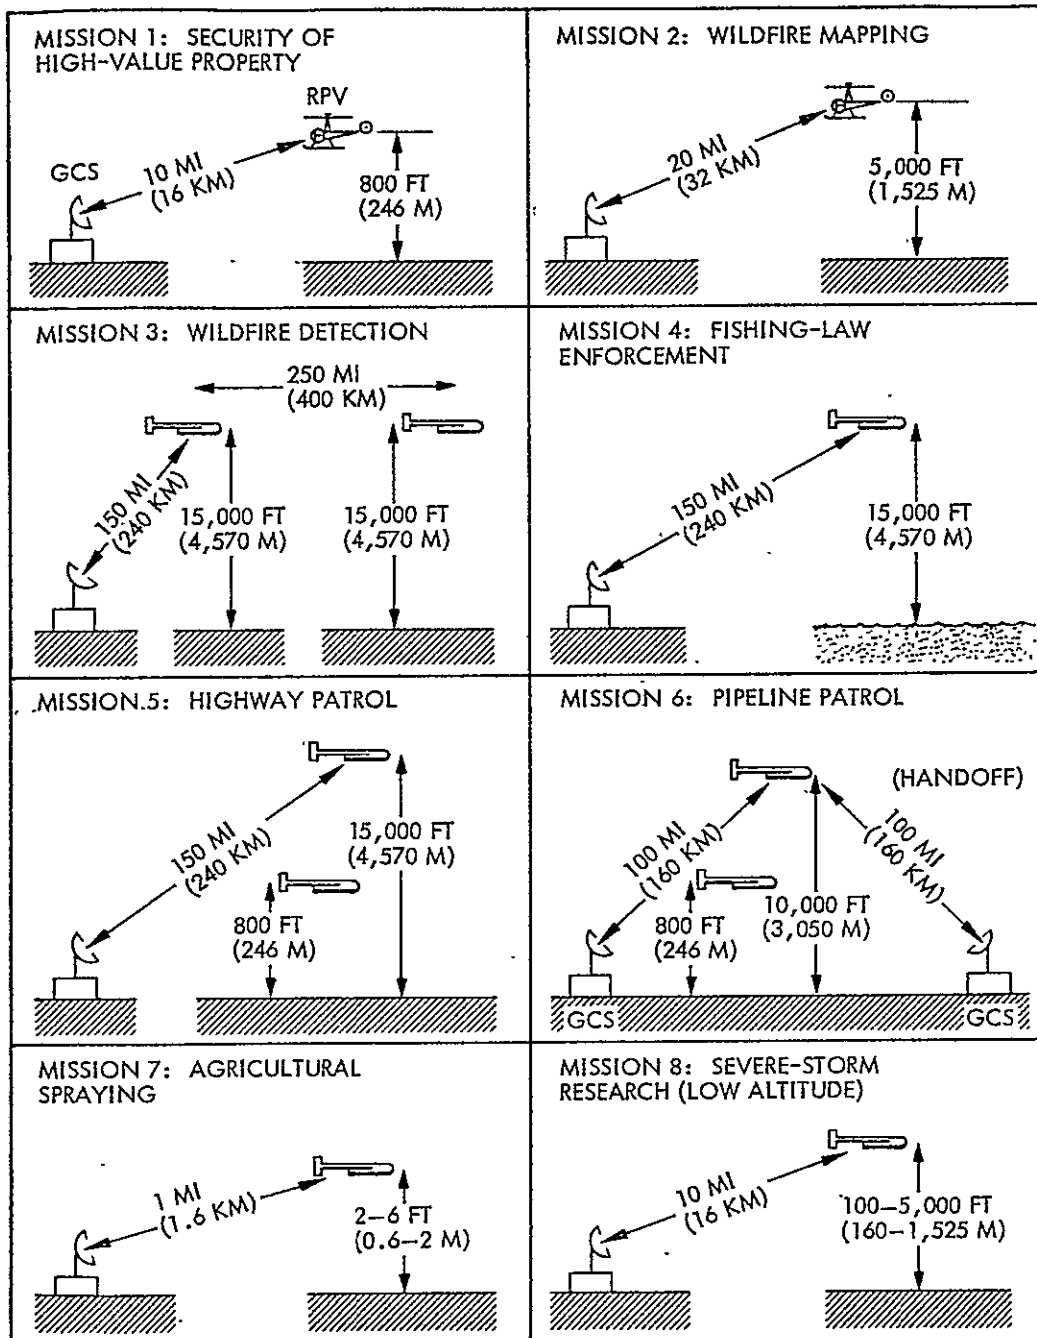 MISSION 1: SECURITY OF
HIGH-VALUE PROPERTY
RPV
GCS
10 MI
(16 KM)
800 FT
(246 M)
MISSION 2: WILDFIRE MAPPING
20 MI
(32 KM)
5,000 FT
(1,525 M)
MISSION 3: WILDFIRE DETECTION
250 MI
(400 KM)
150 MI
(240 KM)
15,000 FT
(4,570 M)
15,000 FT
(4,570 M)
MISSION 4: FISHING-LAW
ENFORCEMENT
150 MI
(240 KM)
15,000 FT
(4,570 M)
MISSION.5: HIGHWAY PATROL
150 MI
(240 KM)
15,000 FT
(4,570 M)
800 FT
(246 M)
MISSION 6: PIPELINE PATROL
(HANDOFF)
100 MI
(160 KM)
100 MI
(160 KM)
800 FT
(246 M)
10,000 FT
(3,050 M)
GCS
GCS
MISSION 7: AGRICULTURAL
SPRAYING
1 MI
(1.6 KM)
2-6 FT
(0.6-2 M)
MISSION 8: SEVERE-STORM
RESEARCH (LOW ALTITUDE)
10 MI
(16 KM)
100-5,000 FT
(160-1,525 M)